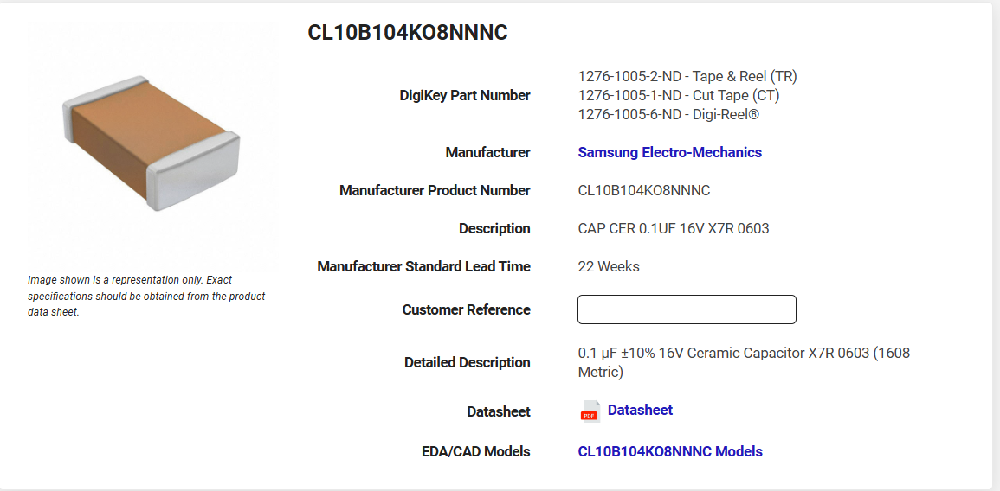 CL10B104KO8NNNC
DigiKey Part Number
1276-1005-2-ND - Tape & Reel (TR)
1276-1005-1-ND - Cut Tape (CT)
1276-1005-6-ND - Digi-Reel®
Manufacturer
Samsung Electro-Mechanics
Manufacturer Product Number
CL10B104KO8NNNC
Description
CAP CER 0.1UF 16V X7R 0603
Manufacturer Standard Lead Time
22 Weeks
Customer Reference
Detailed Description
0.1 µF ±10% 16V Ceramic Capacitor X7R 0603 (1608
Metric)
Datasheet
PDF
Datasheet
EDA/CAD Models
CL10B104KO8NNNC Models
Image shown is a representation only. Exact
specifications should be obtained from the product
data sheet.